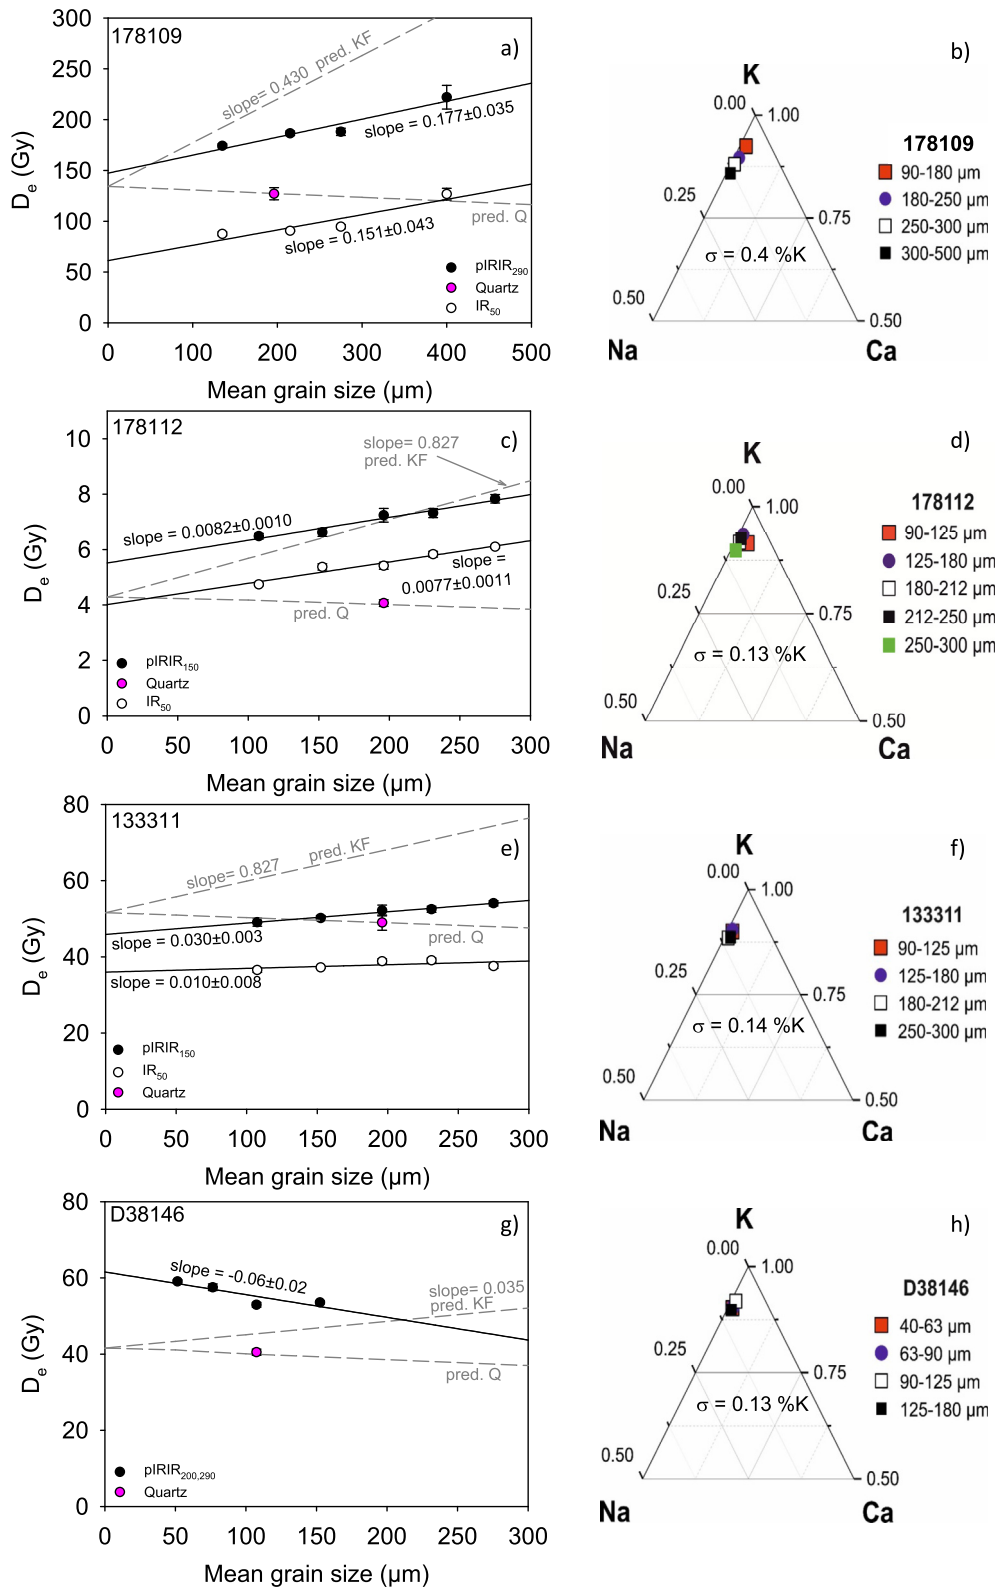 178109
a)
300
250
200
150
100
50
0
Dₑ (Gy)
slope= 0.430 pred. KF
slope = 0.177±0.035
pred. Q
slope = 0.151±0.043
pIRIR₂₉₀
Quartz
IR₅₀
0 100 200 300 400 500
Mean grain size (µm)
b)
K
0.00 1.00
178109
90-180 µm
180-250 µm
250-300 µm
300-500 µm
0.25 0.75
σ = 0.4 %K
0.50 0.50
Na Ca
178112
c)
10
8
6
4
2
0
Dₑ (Gy)
slope= 0.827
pred. KF
slope = 0.0082±0.0010
slope =
0.0077±0.0011
pred. Q
pIRIR₁₅₀
Quartz
IR₅₀
0 50 100 150 200 250 300
Mean grain size (µm)
d)
K
0.00 1.00
178112
90-125 µm
125-180 µm
180-212 µm
212-250 µm
250-300 µm
0.25 0.75
σ = 0.13 %K
0.50 0.50
Na Ca
133311
e)
80
60
40
20
0
Dₑ (Gy)
slope= 0.827 pred. KF
slope = 0.030±0.003
pred. Q
slope = 0.010±0.008
pIRIR₁₅₀
IR₅₀
Quartz
0 50 100 150 200 250 300
Mean grain size (µm)
f)
K
0.00 1.00
133311
90-125 µm
125-180 µm
180-212 µm
250-300 µm
0.25 0.75
σ = 0.14 %K
0.50 0.50
Na Ca
D38146
g)
80
60
40
20
0
Dₑ (Gy)
slope = -0.06±0.02
slope= 0.035
pred. KF
pred. Q
pIRIR₂₀₀,₂₉₀
Quartz
0 50 100 150 200 250 300
Mean grain size (µm)
h)
K
0.00 1.00
D38146
40-63 µm
63-90 µm
90-125 µm
125-180 µm
0.25 0.75
σ = 0.13 %K
0.50 0.50
Na Ca